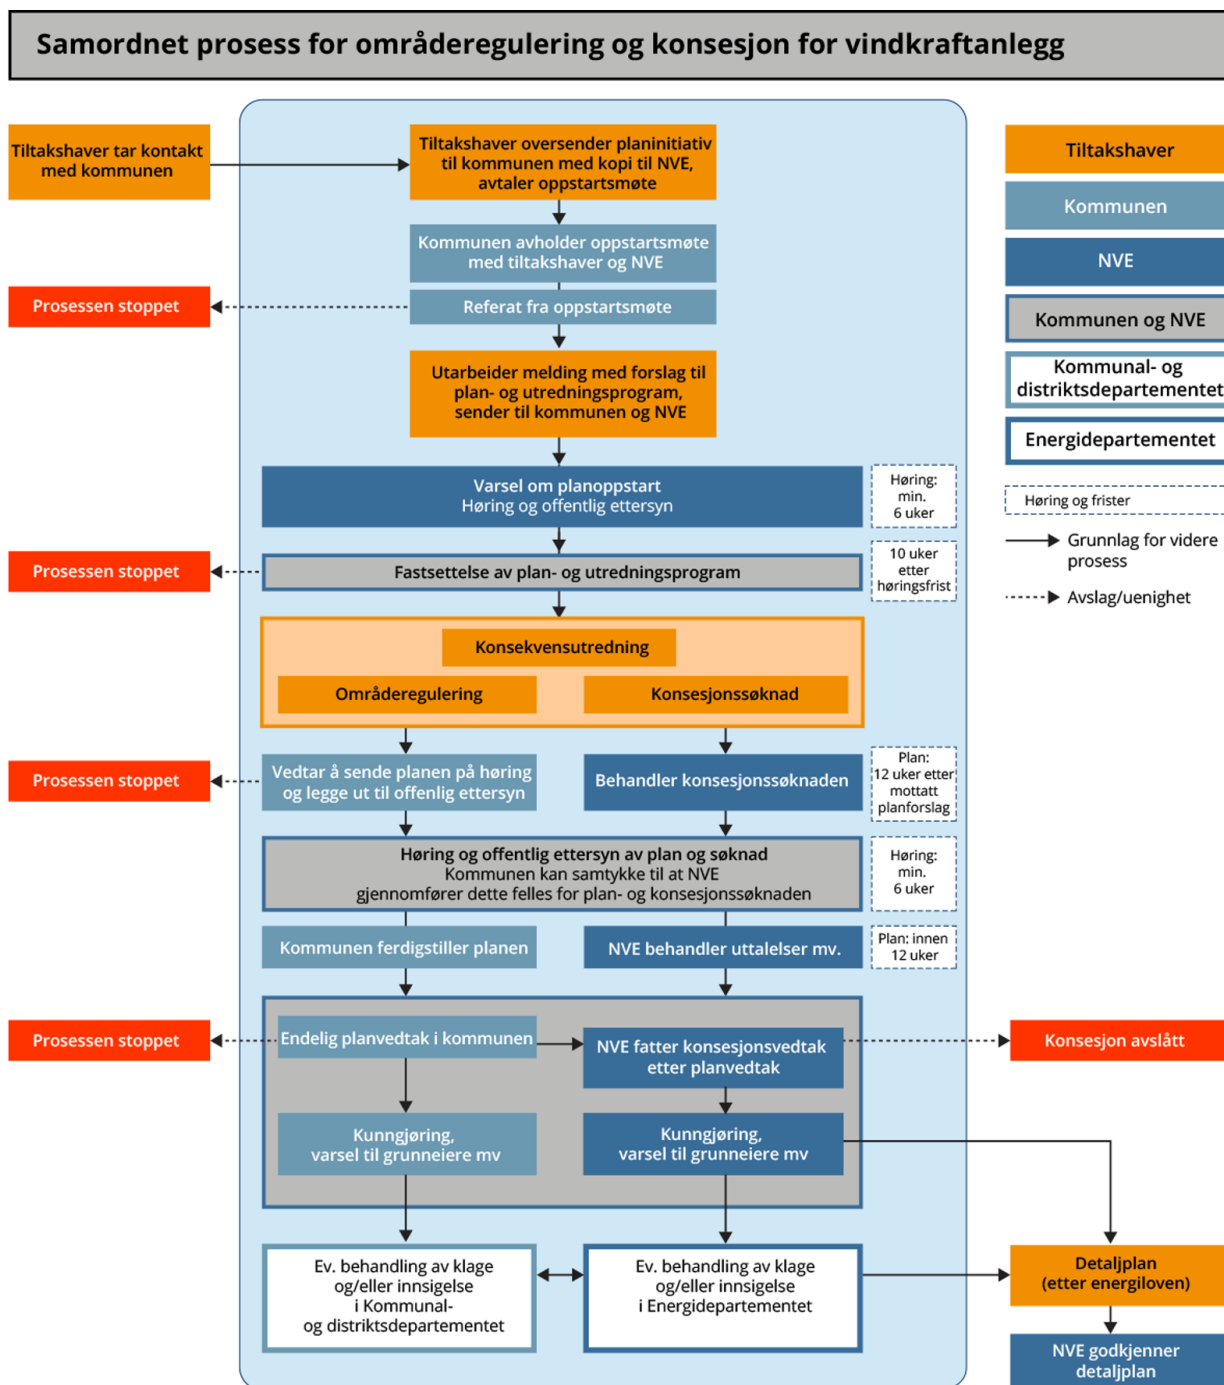 Samordnet prosess for områderegulering og konsesjon for vindkraftanlegg
Tiltakshaver tar kontakt
med kommunen
Tiltakshaver oversender planinitiativ
til kommunen med kopi til NVE,
avtaler oppstartsmøte
Kommunen avholder oppstartsmøte
med tiltakshaver og NVE
Prosessen stoppet
Referat fra oppstartsmøte
Utarbeider melding med forslag til
plan- og utredningsprogram,
sender til kommunen og NVE
Varsel om planoppstart
Høring og offentlig ettersyn
Høring:
min.
6 uker
Prosessen stoppet
Fastsettelse av plan- og utredningsprogram
10 uker
etter
høringsfrist
Konsekvensutredning
Områderegulering
Konsesjonssøknad
Prosessen stoppet
Vedtar å sende planen på høring
og legge ut til offenlig ettersyn
Behandler konsesjonssøknaden
Plan:
12 uker etter
mottatt
planforslag
Høring og offentlig ettersyn av plan og søknad
Kommunen kan samtykke til at NVE
gjennomfører dette felles for plan- og konsesjonssøknaden
Høring:
min.
6 uker
Kommunen ferdigstiller planen
NVE behandler uttalelser mv.
Plan: innen
12 uker
Prosessen stoppet
Endelig planvedtak i kommunen
NVE fatter konsesjonsvedtak
etter planvedtak
Konsesjon avslått
Kunngjøring,
varsel til grunneiere mv
Kunngjøring,
varsel til grunneiere mv
Ev. behandling av klage
og/eller innsigelse
i Kommunal-
og distriktsdepartementet
Ev. behandling av klage
og/eller innsigelse
i Energidepartementet
Detaljplan
(etter energiloven)
NVE godkjenner
detaljplan
Tiltakshaver
Kommunen
NVE
Kommunen og NVE
Kommunal- og
distriktsdepartementet
Energidepartementet
Høring og frister
Grunnlag for videre
prosess
Avslag/uenighet